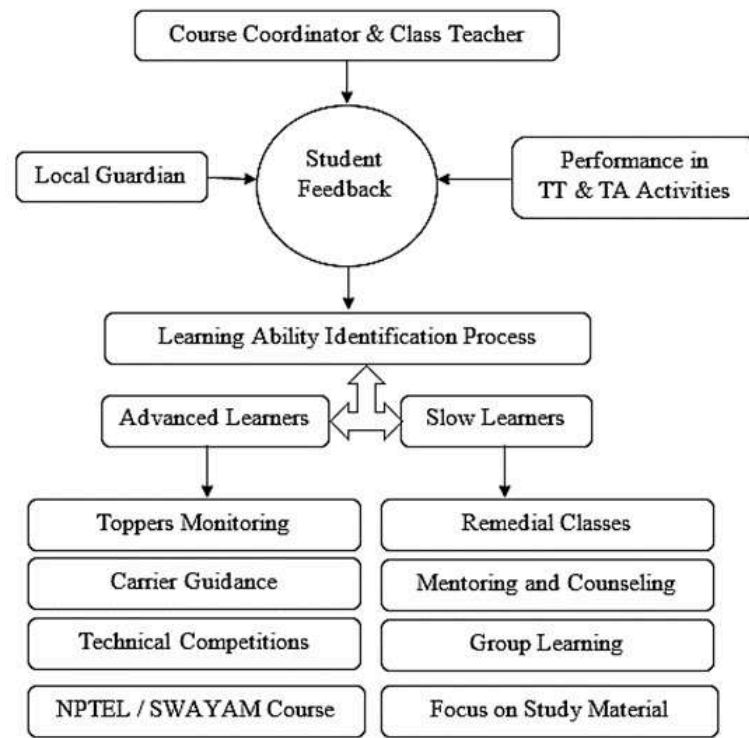 Course Coordinator & Class Teacher
Student
Feedback
Local Guardian
Performance in
TT & TA Activities
Learning Ability Identification Process
Advanced Learners
Slow Learners
Toppers Monitoring
Remedial Classes
Carrier Guidance
Mentoring and Counseling
Technical Competitions
Group Learning
NPTEL / SWAYAM Course
Focus on Study Material